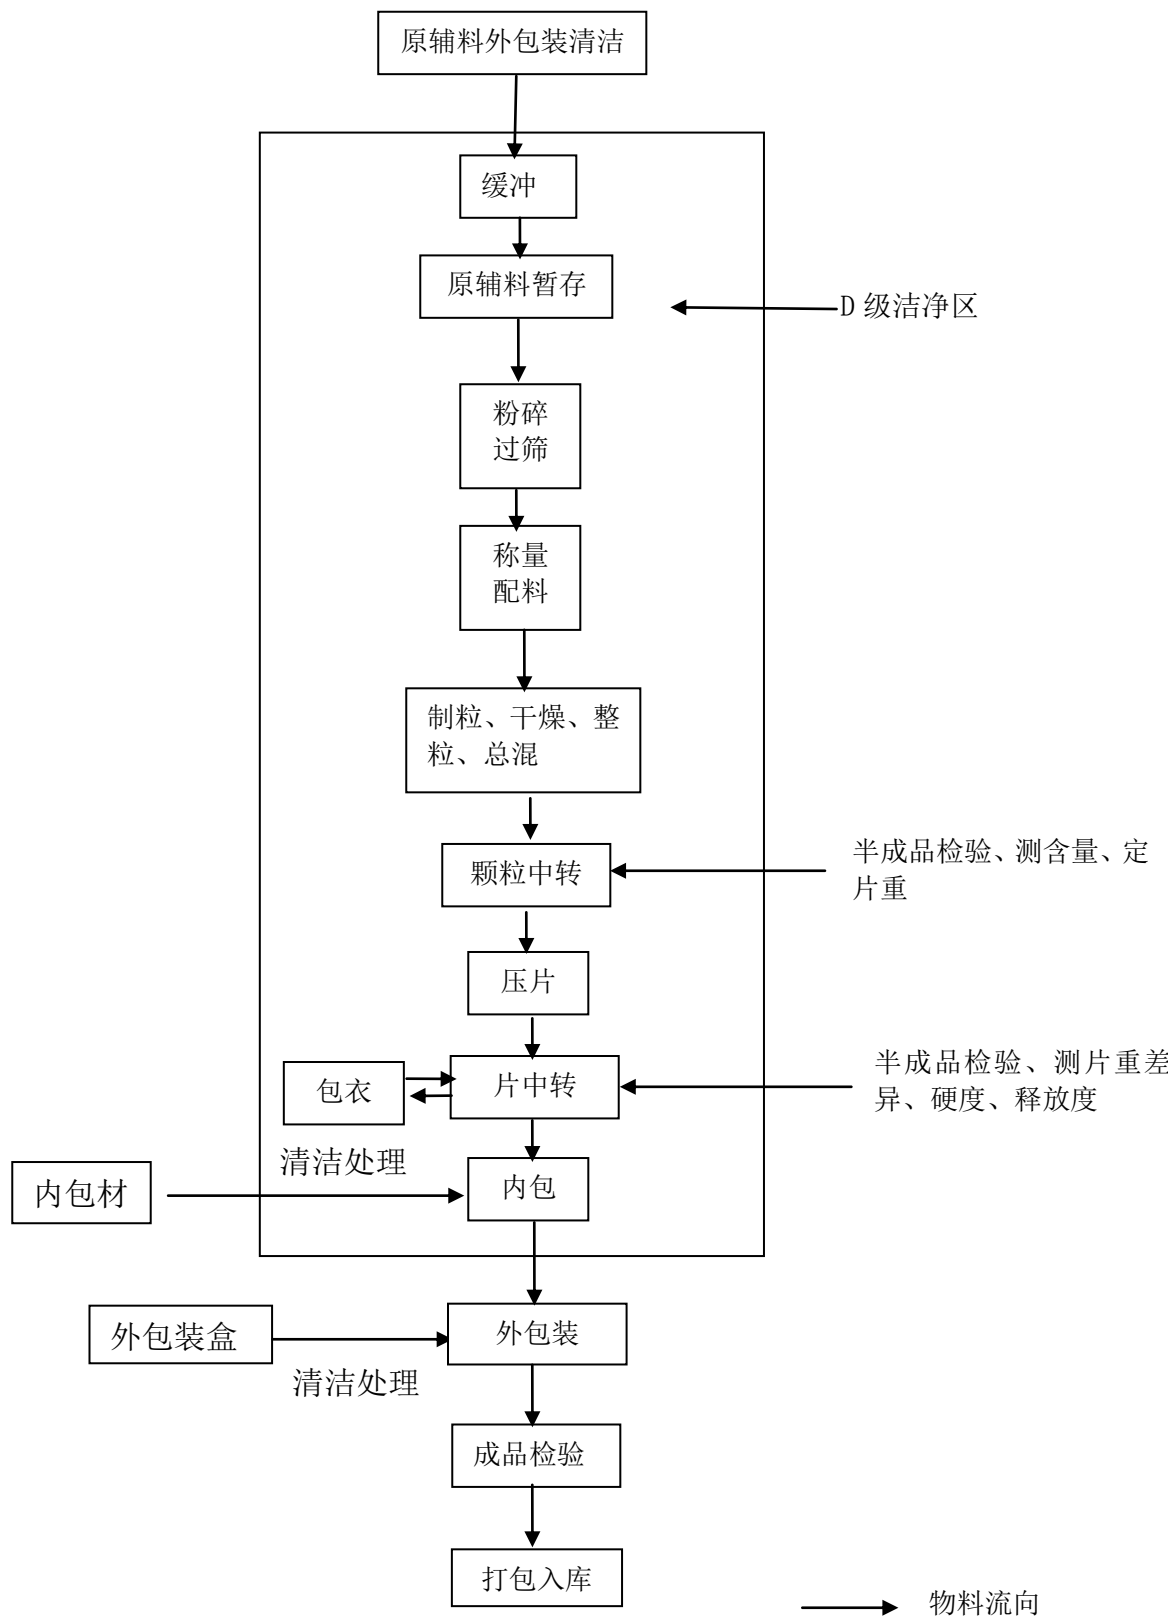 原辅料外包装清洁
缓冲
原辅料暂存
D 级洁净区
粉碎
过筛
称量
配料
制粒、干燥、整
粒、总混
颗粒中转
半成品检验、测含量、定
片重
压片
包衣
片中转
半成品检验、测片重差
异、硬度、释放度
清洁处理
内包材
内包
外包装盒
外包装
清洁处理
成品检验
打包入库
物料流向